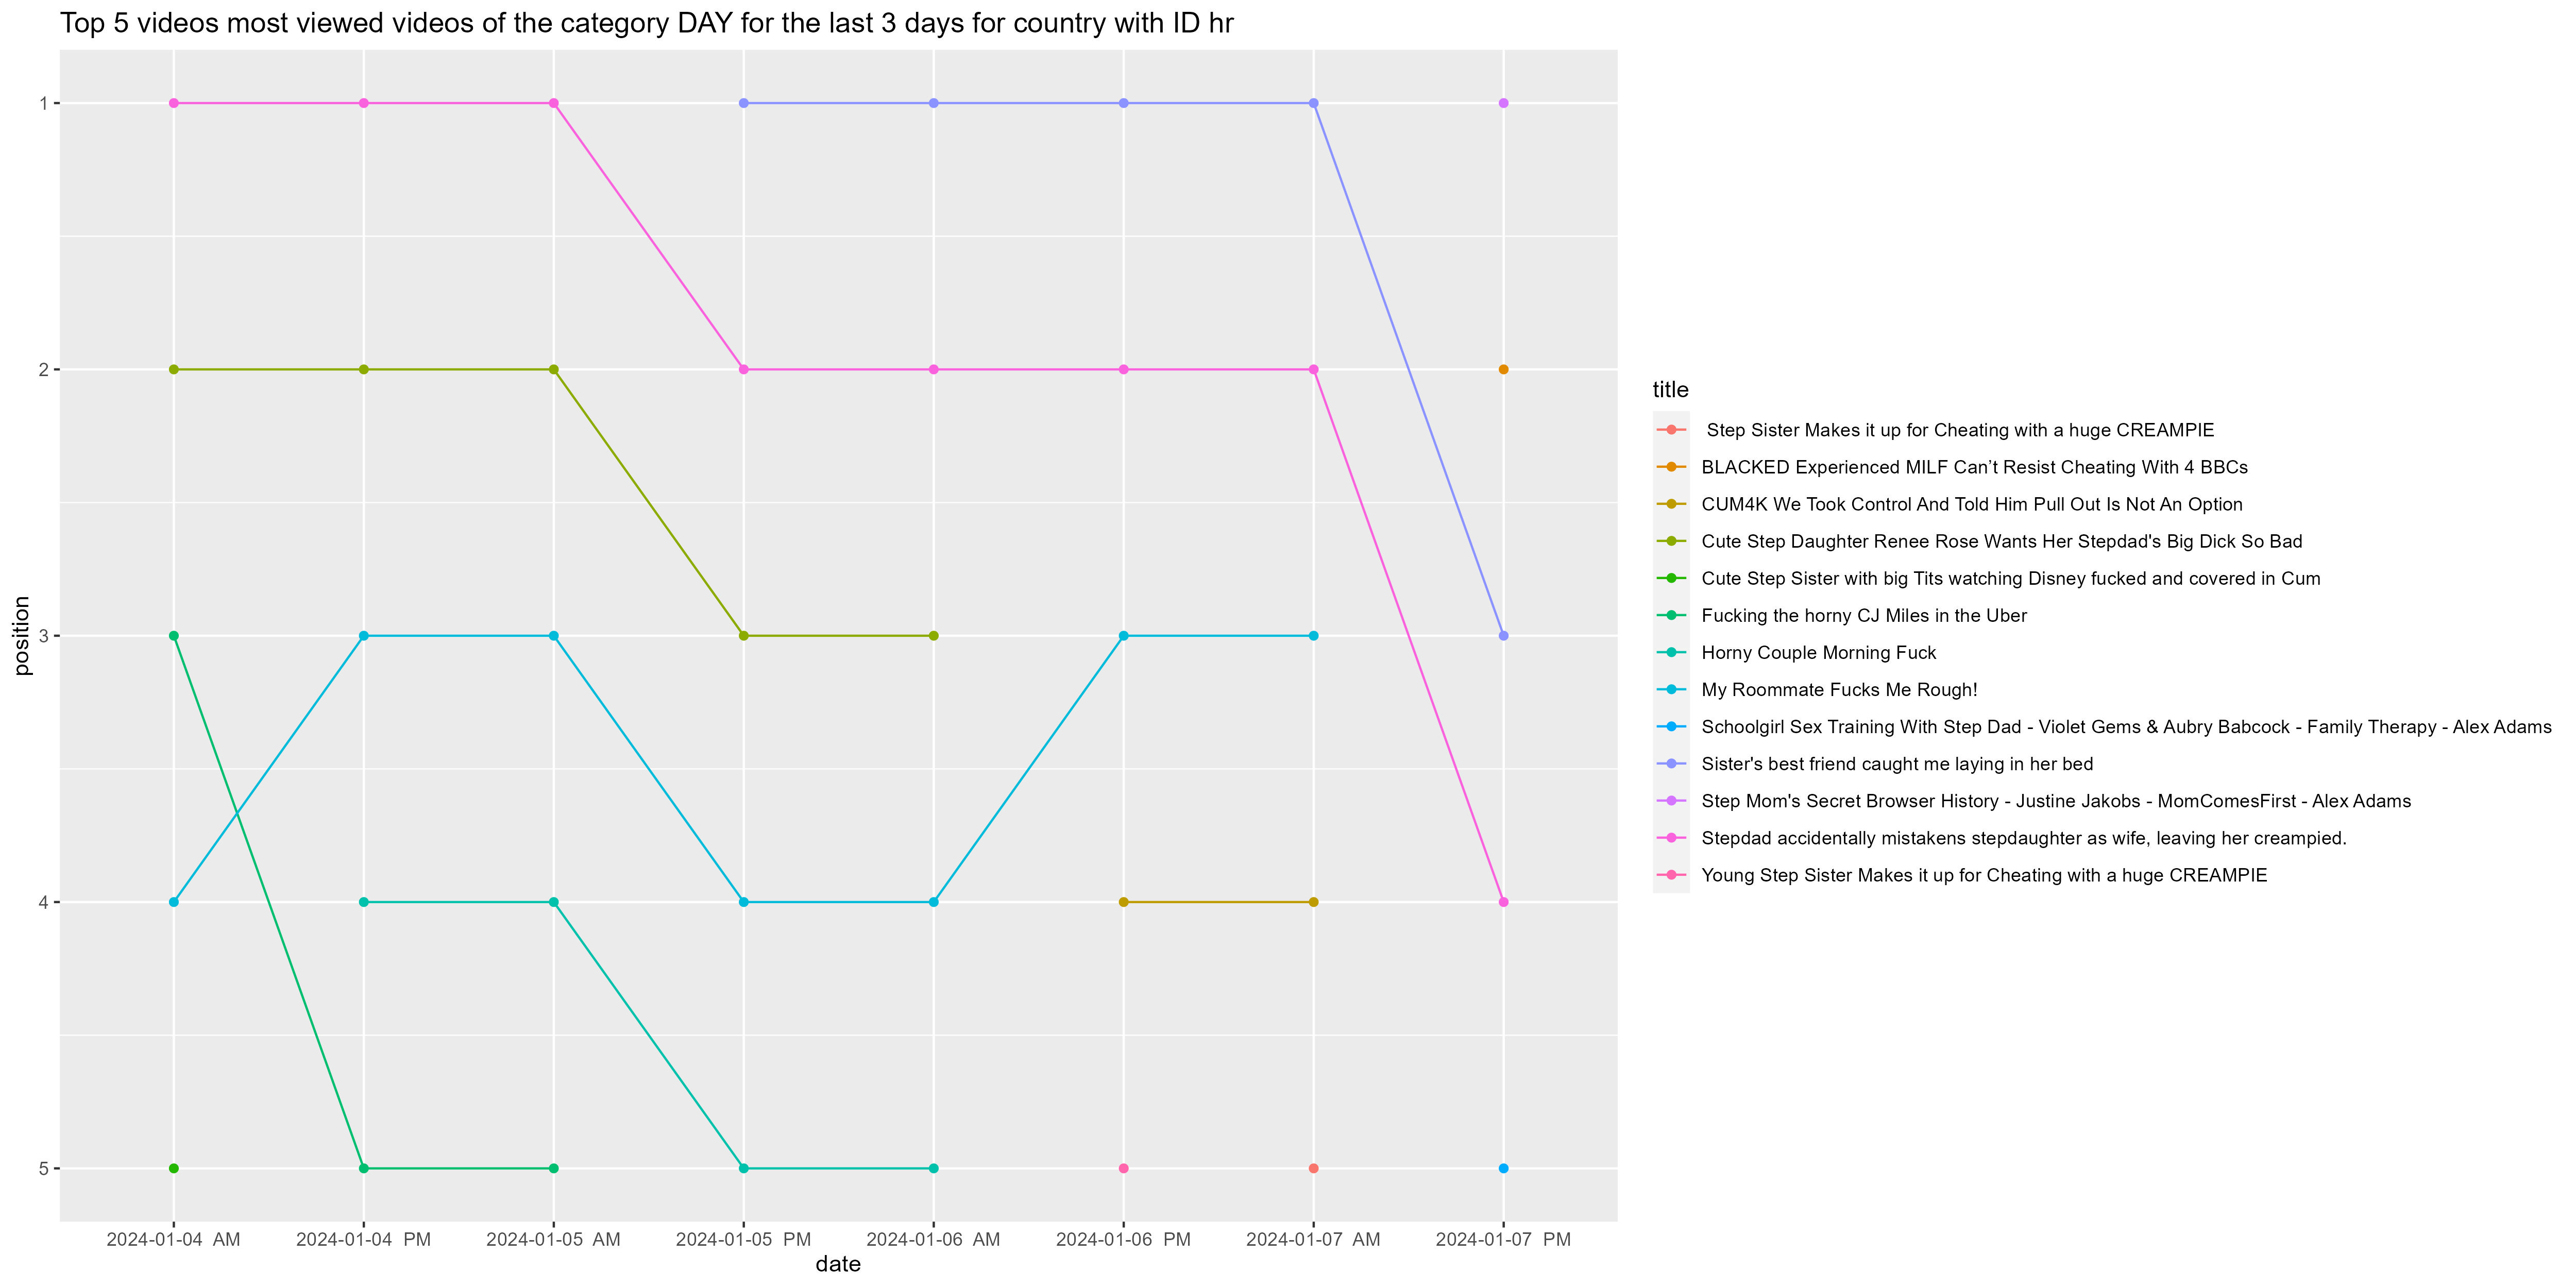 Top 5 videos most viewed videos of the category DAY for the last 3 days for country with ID hr
position
1
2
3
4
5
2024-01-04 AM
2024-01-04 PM
2024-01-05 AM
2024-01-05 PM
2024-01-06 AM
2024-01-06 PM
2024-01-07 AM
2024-01-07 PM
date
title
Step Sister Makes it up for Cheating with a huge CREAMPIE
BLACKED Experienced MILF Can’t Resist Cheating With 4 BBCs
CUM4K We Took Control And Told Him Pull Out Is Not An Option
Cute Step Daughter Renee Rose Wants Her Stepdad's Big Dick So Bad
Cute Step Sister with big Tits watching Disney fucked and covered in Cum
Fucking the horny CJ Miles in the Uber
Horny Couple Morning Fuck
My Roommate Fucks Me Rough!
Schoolgirl Sex Training With Step Dad - Violet Gems & Aubry Babcock - Family Therapy - Alex Adams
Sister's best friend caught me laying in her bed
Step Mom's Secret Browser History - Justine Jakobs - MomComesFirst - Alex Adams
Stepdad accidentally mistakens stepdaughter as wife, leaving her creampied.
Young Step Sister Makes it up for Cheating with a huge CREAMPIE